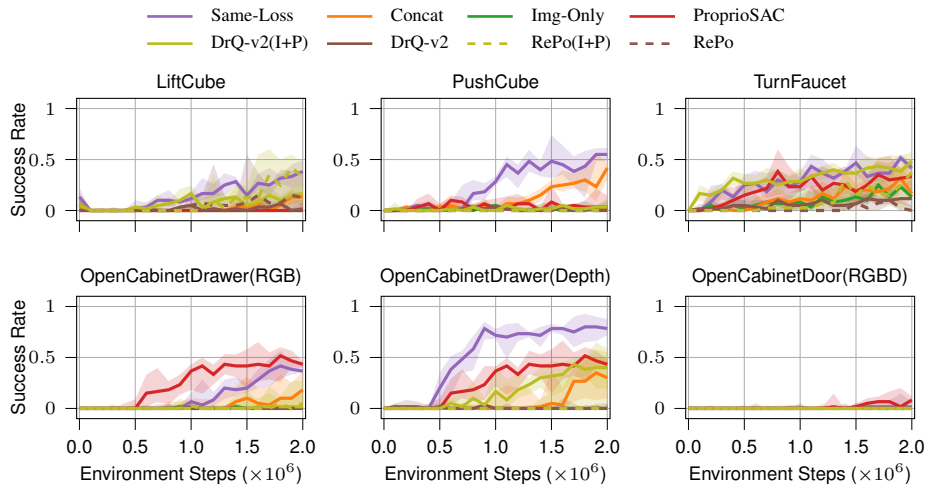 Same-Loss Concat Img-Only ProprioSAC
DrQ-v2(I+P) DrQ-v2 RePo(I+P) RePo
LiftCube PushCube TurnFaucet
1 1 1
Success Rate
0.5 0.5 0.5
0 0 0
OpenCabinetDrawer(RGB) OpenCabinetDrawer(Depth) OpenCabinetDoor(RGBD)
1 1 1
Success Rate
0.5 0.5 0.5
0 0 0
0.0 0.5 1.0 1.5 2.0 0.0 0.5 1.0 1.5 2.0 0.0 0.5 1.0 1.5 2.0
Environment Steps (×10⁶) Environment Steps (×10⁶) Environment Steps (×10⁶)